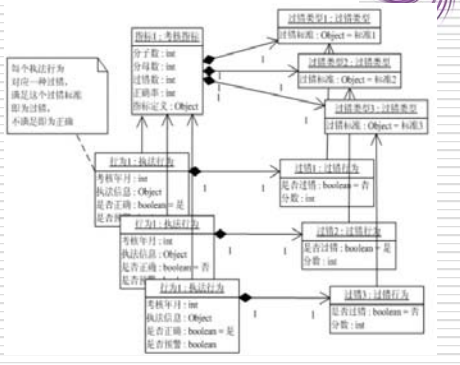 过错类型1 : 过错类型
过错标准 : Object = 标准1
指标1 : 考核指标
分子数 : int
分母数 : int
过错数 : int
正确率 : int
指标定义 : Object
1
1
1
过错类型2 : 过错类型
过错标准 : Object = 标准2
过错类型3 : 过错类型
过错标准 : Object = 标准3
每个执法行为
对应一种过错,
满足这个过错标准
即为过错,
不满足即为正确
行为1 : 执法行为
考核年月 : int
执法信息 : Object
是否正确 : boolean = 是
1
1
过错1 : 过错行为
是否过错 : boolean = 否
分数 : int
行为1 : 执法行为
考核年月 : int
执法信息 : Object
是否正确 : boolean = 否
1
1
过错2 : 过错行为
是否过错 : boolean = 是
分数 : int
行为1 : 执法行为
考核年月 : int
执法信息 : Object
是否正确 : boolean = 是
是否预警 : boolean
1
1
过错3 : 过错行为
是否过错 : boolean = 否
分数 : int